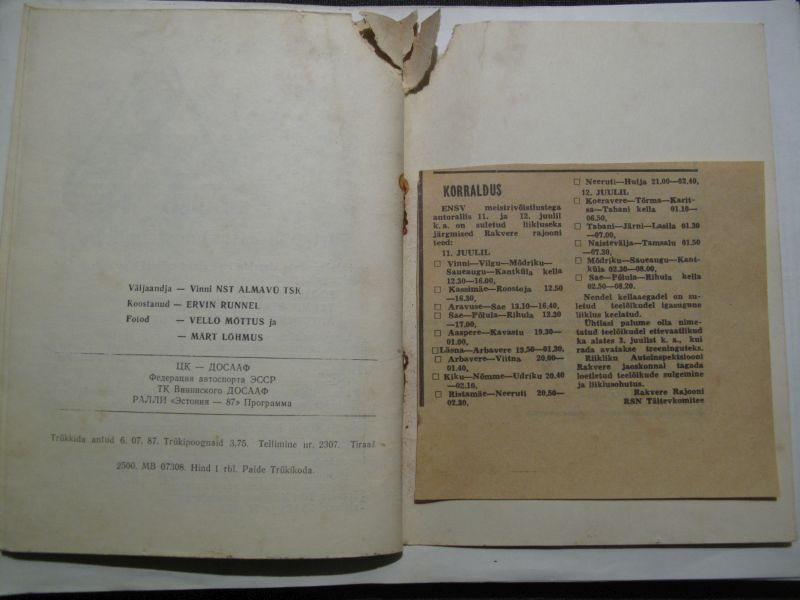 Väljaandja — Vinni NST ALMAVÜ TSK
Koostanud — ERVIN RUNNEL
Fotod — VELLO MÕTTUS ja
— MART LÕHMUS
ЦК — ДОСААФ
Федерация автоспорта ЭССР
ТК Винниского ДОСААФ
РАЛЛИ «Эстония — 87» Программа
Trükkida antud 6. 07. 87. Trükipoognaid 3,75. Tellimine nr. 2307. Tiraaž
2500. MB 07308. Hind 1 rbl. Paide Trükikoda.
KORRALDUS
ENSV meistrivõistlustega
autorallis 11. ja 12. juulil
k. a. on suletud liikluseks
järgmised Rakvere rajooni
teed:
11. JUULIL
□ Vinni—Vilgu—Mõdriku—
Saueaugu—Kantküla kella
12.30—16.00,
□ Kassimäe—Roostoja 12.50
—16.30,
□ Aravuse—Sae 13.10—16.40,
□ Sae—Põlula—Rihula 13.20
—17.00,
□ Aaspere—Kavastu 19.30—
01.00,
□ Läsna—Arbavere 19.50—01.30,
□ Arbavere—Viitna 20.00—
01.40,
□ Kiku—Nõmme—Udriku 20.40
—02.10,
□ Ristamäe—Neeruti 20.50—
02.30,
□ Neeruti—Hulja 21.00—02.40,
12. JUULIL
□ Koeravere—Tõrma—Karit-
sa—Tabani kella 01.10—
06.50,
□ Tabani—Järni—Lasila 01.30
—07.00,
□ Naistevälja—Tamsalu 01.50
—07.30,
□ Mõdriku—Saueaugu—Kant-
küla 02.30—08.00,
□ Sae—Põlula—Rihula kella
02.50—08.20.
Nendel kellaaegadel on su-
letud teelõikudel igasugune
liiklus keelatud.
Ühtlasi palume olla nime-
tatud teelõikudel ettevaatlikud
ka alates 3. juulist k. a., kui
rada avatakse treeninguteks.
Riikliku Autoinspektsiooni
Rakvere jaoskonnal tagada
loetletud teelõikude sulgemine
ja liiklusohutus.
Rakvere Rajooni
RSN Täitevkomitee